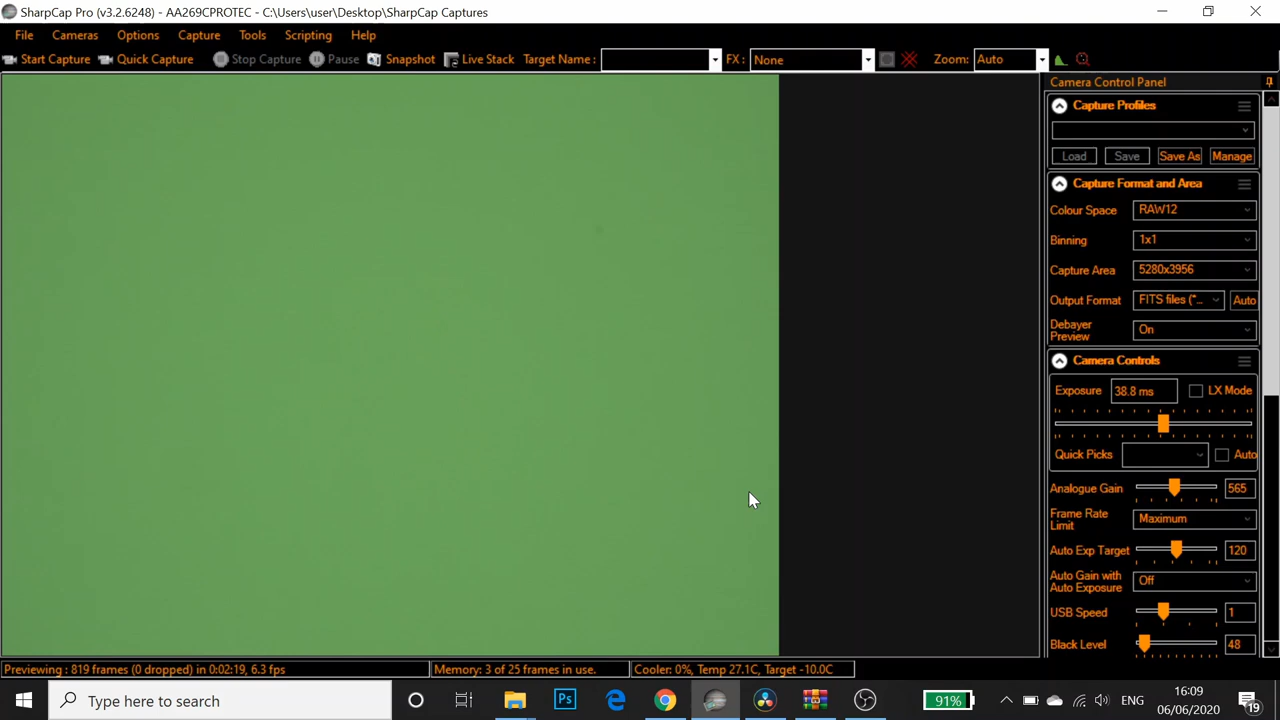 SharpCap Pro (v3.2.6248) - AA269CPROTEC - C:\Users\user\Desktop\SharpCap Captures
File Cameras Options Capture Tools Scripting Help
Start Capture Quick Capture Stop Capture Pause Snapshot Live Stack Target Name : FX : None Zoom: Auto
Camera Control Panel
Capture Profiles
Load Save Save As Manage
Capture Format and Area
Colour Space RAW12
Binning 1x1
Capture Area 5280x3956
Output Format FITS files (*... Auto
Debayer
Preview On
Camera Controls
Exposure 38.8 ms LX Mode
Quick Picks Auto
Analogue Gain 565
Frame Rate
Limit Maximum
Auto Exp Target 120
Auto Gain with
Auto Exposure Off
USB Speed 1
Black Level 48
Previewing : 819 frames (0 dropped) in 0:02:19, 6.3 fps Memory: 3 of 25 frames in use. Cooler: 0%, Temp 27.1C, Target -10.0C
Type here to search Ps 91% ENG 16:09
06/06/2020 19